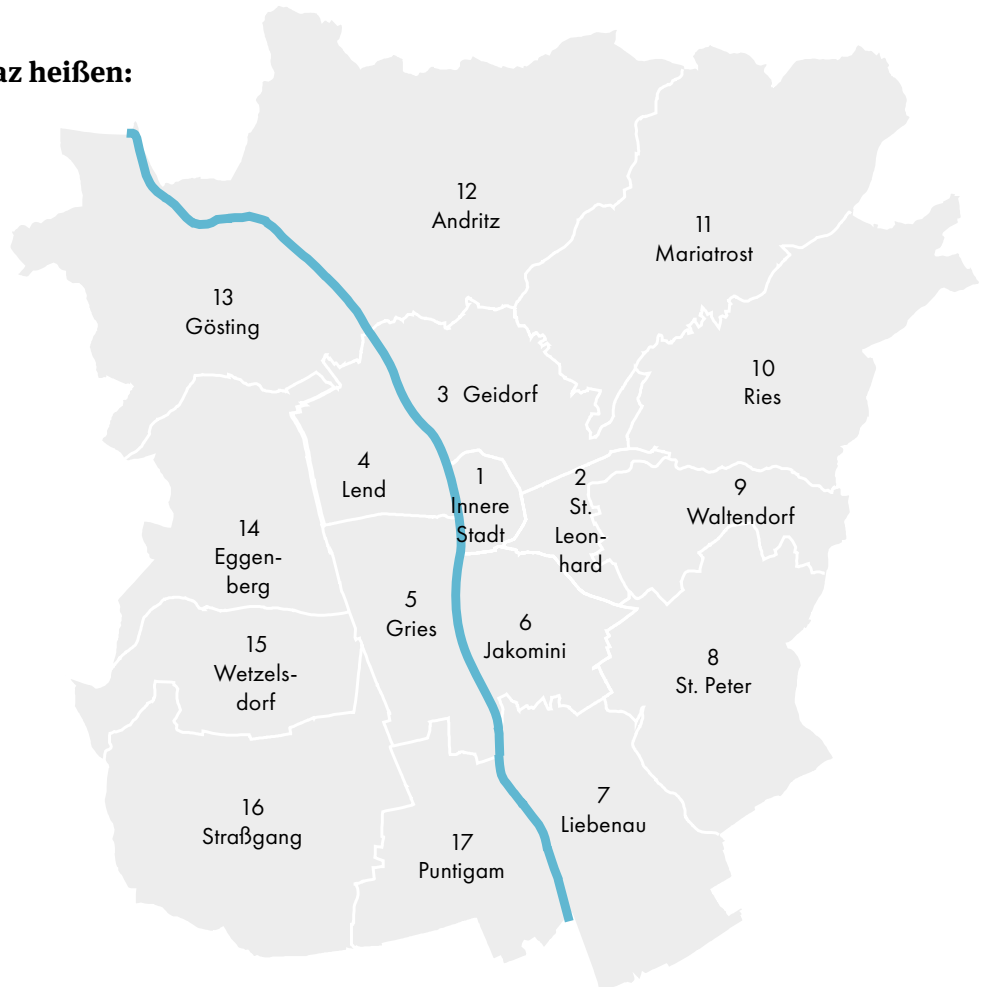 az heißen:
12
Andritz
11
Mariatrost
13
Gösting
10
Ries
3 Geidorf
4
Lend
1
Innere
Stadt
2
St.
Leon-
hard
9
Waltendorf
14
Eggen-
berg
5
Gries
6
Jakomini
15
Wetzels-
dorf
8
St. Peter
16
Straßgang
7
Liebenau
17
Puntigam